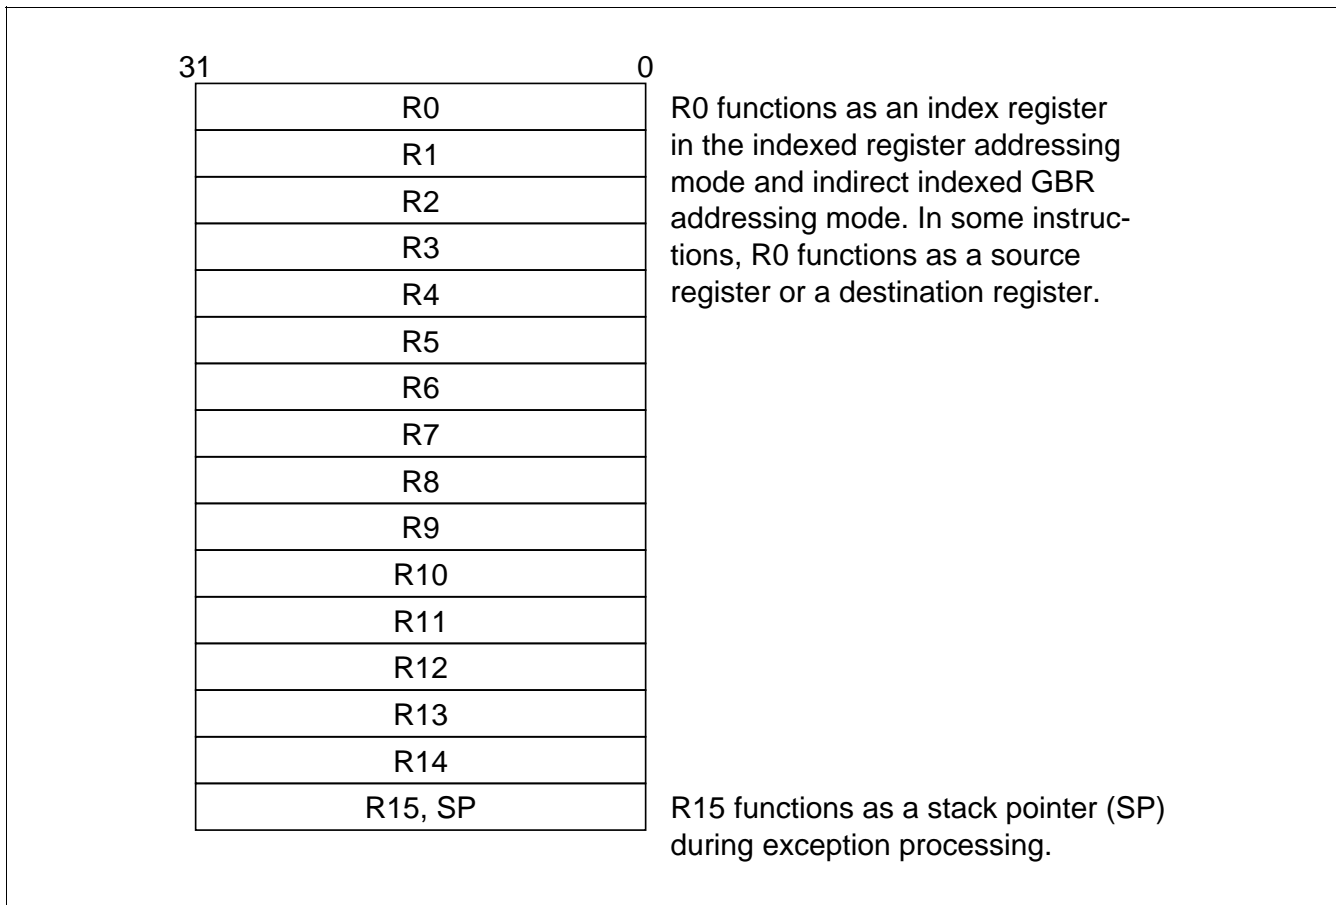 31 0
R0
R1
R2
R3
R4
R5
R6
R7
R8
R9
R10
R11
R12
R13
R14
R15, SP
R0 functions as an index register
in the indexed register addressing
mode and indirect indexed GBR
addressing mode. In some instruc-
tions, R0 functions as a source
register or a destination register.
R15 functions as a stack pointer (SP)
during exception processing.